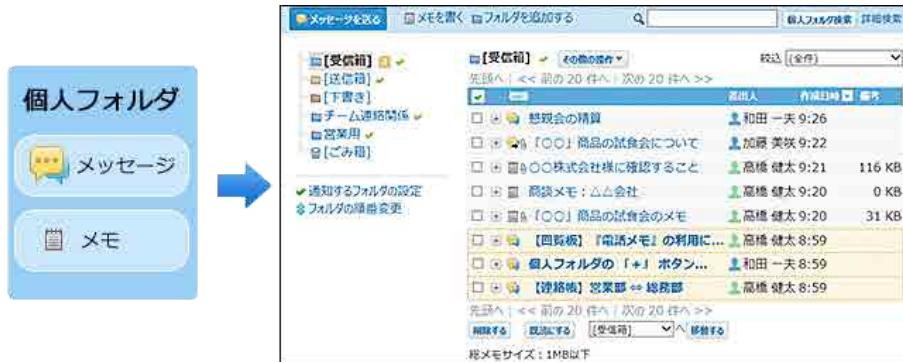 個人フォルダ
メッセージ
メモ
メッセージを送る メモを書く フォルダを追加する 個人フォルダ検索 詳細検索
[受信箱]
[送信箱]
[下書き]
チーム連絡関係
営業用
[ごみ箱]
通知するフォルダの設定
フォルダの順番変更
[受信箱] その他の操作 絞込 (全件)
先頭へ | << 前の 20 件へ | 次の 20 件へ >>
差出人 作成日時 備考
懇親会の精算 和田 一夫 9:26
「〇〇」商品の試食会について 加藤 美咲 9:22
〇〇株式会社様に確認すること 高橋 健太 9:21 116 KB
商談メモ：△△会社 高橋 健太 9:20 0 KB
「〇〇」商品の試食会のメモ 高橋 健太 9:20 31 KB
【回覧板】『電話メモ』の利用に... 高橋 健太 8:59
個人フォルダの「+」ボタン... 和田 一夫 8:59
【連絡帳】営業部 ⇔ 総務部 高橋 健太 8:59
先頭へ | << 前の 20 件へ | 次の 20 件へ >>
削除する 既読にする [受信箱] へ 移動する
総メモサイズ：1MB以下